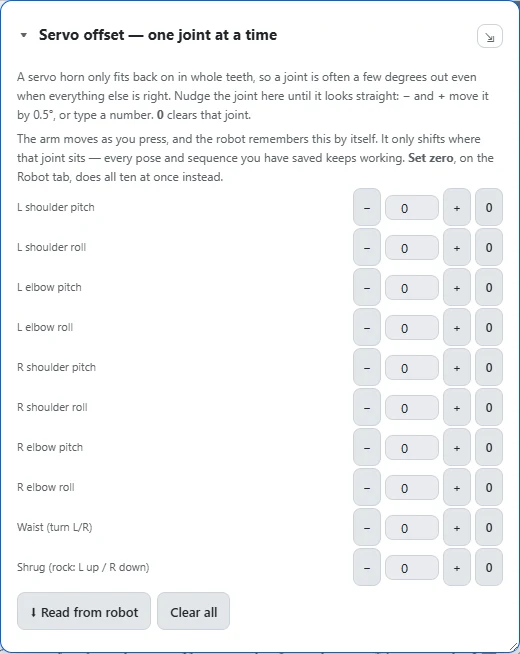 Servo offset — one joint at a time
A servo horn only fits back on in whole teeth, so a joint is often a few degrees out even
when everything else is right. Nudge the joint here until it looks straight: − and + move it
by 0.5°, or type a number. 0 clears that joint.
The arm moves as you press, and the robot remembers this by itself. It only shifts where
that joint sits — every pose and sequence you have saved keeps working. Set zero, on the
Robot tab, does all ten at once instead.
L shoulder pitch − 0 + 0
L shoulder roll − 0 + 0
L elbow pitch − 0 + 0
L elbow roll − 0 + 0
R shoulder pitch − 0 + 0
R shoulder roll − 0 + 0
R elbow pitch − 0 + 0
R elbow roll − 0 + 0
Waist (turn L/R) − 0 + 0
Shrug (rock: L up / R down) − 0 + 0
⬇ Read from robot Clear all